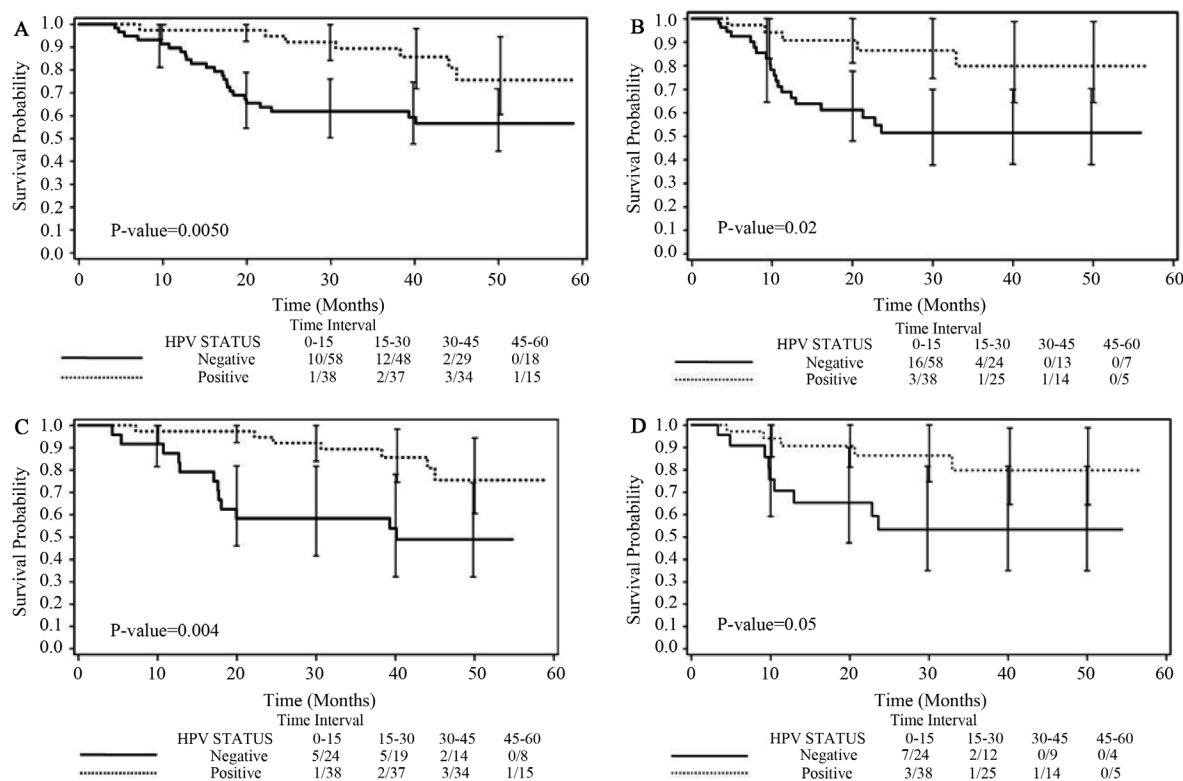 A
1.0
0.9
0.8
0.7
0.6
0.5
0.4
0.3
0.2
0.1
0.0
Survival Probability
P-value=0.0050
0 10 20 30 40 50 60
Time (Months)
Time Interval
HPV STATUS 0-15 15-30 30-45 45-60
Negative 10/58 12/48 2/29 0/18
Positive 1/38 2/37 3/34 1/15
B
1.0
0.9
0.8
0.7
0.6
0.5
0.4
0.3
0.2
0.1
0.0
Survival Probability
P-value=0.02
0 10 20 30 40 50 60
Time (Months)
Time Interval
HPV STATUS 0-15 15-30 30-45 45-60
Negative 16/58 4/24 0/13 0/7
Positive 3/38 1/25 1/14 0/5
C
1.0
0.9
0.8
0.7
0.6
0.5
0.4
0.3
0.2
0.1
0.0
Survival Probability
P-value=0.004
0 10 20 30 40 50 60
Time (Months)
Time Interval
HPV STATUS 0-15 15-30 30-45 45-60
Negative 5/24 5/19 2/14 0/8
Positive 1/38 2/37 3/34 1/15
D
1.0
0.9
0.8
0.7
0.6
0.5
0.4
0.3
0.2
0.1
0.0
Survival Probability
P-value=0.05
0 10 20 30 40 50 60
Time (Months)
Time Interval
HPV STATUS 0-15 15-30 30-45 45-60
Negative 7/24 2/12 0/9 0/4
Positive 3/38 1/25 1/14 0/5